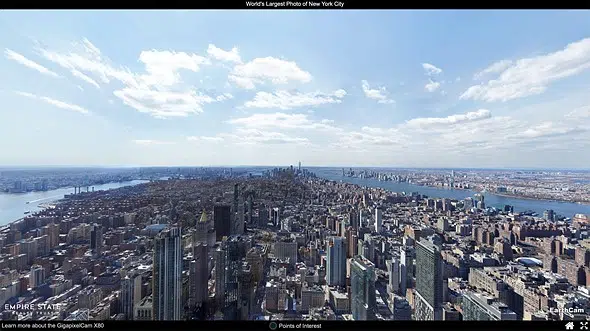 World's Largest Photo of New York City
EMPIRE STATE
EarthCam
Learn more about the GigapixelCam X80
Points of Interest